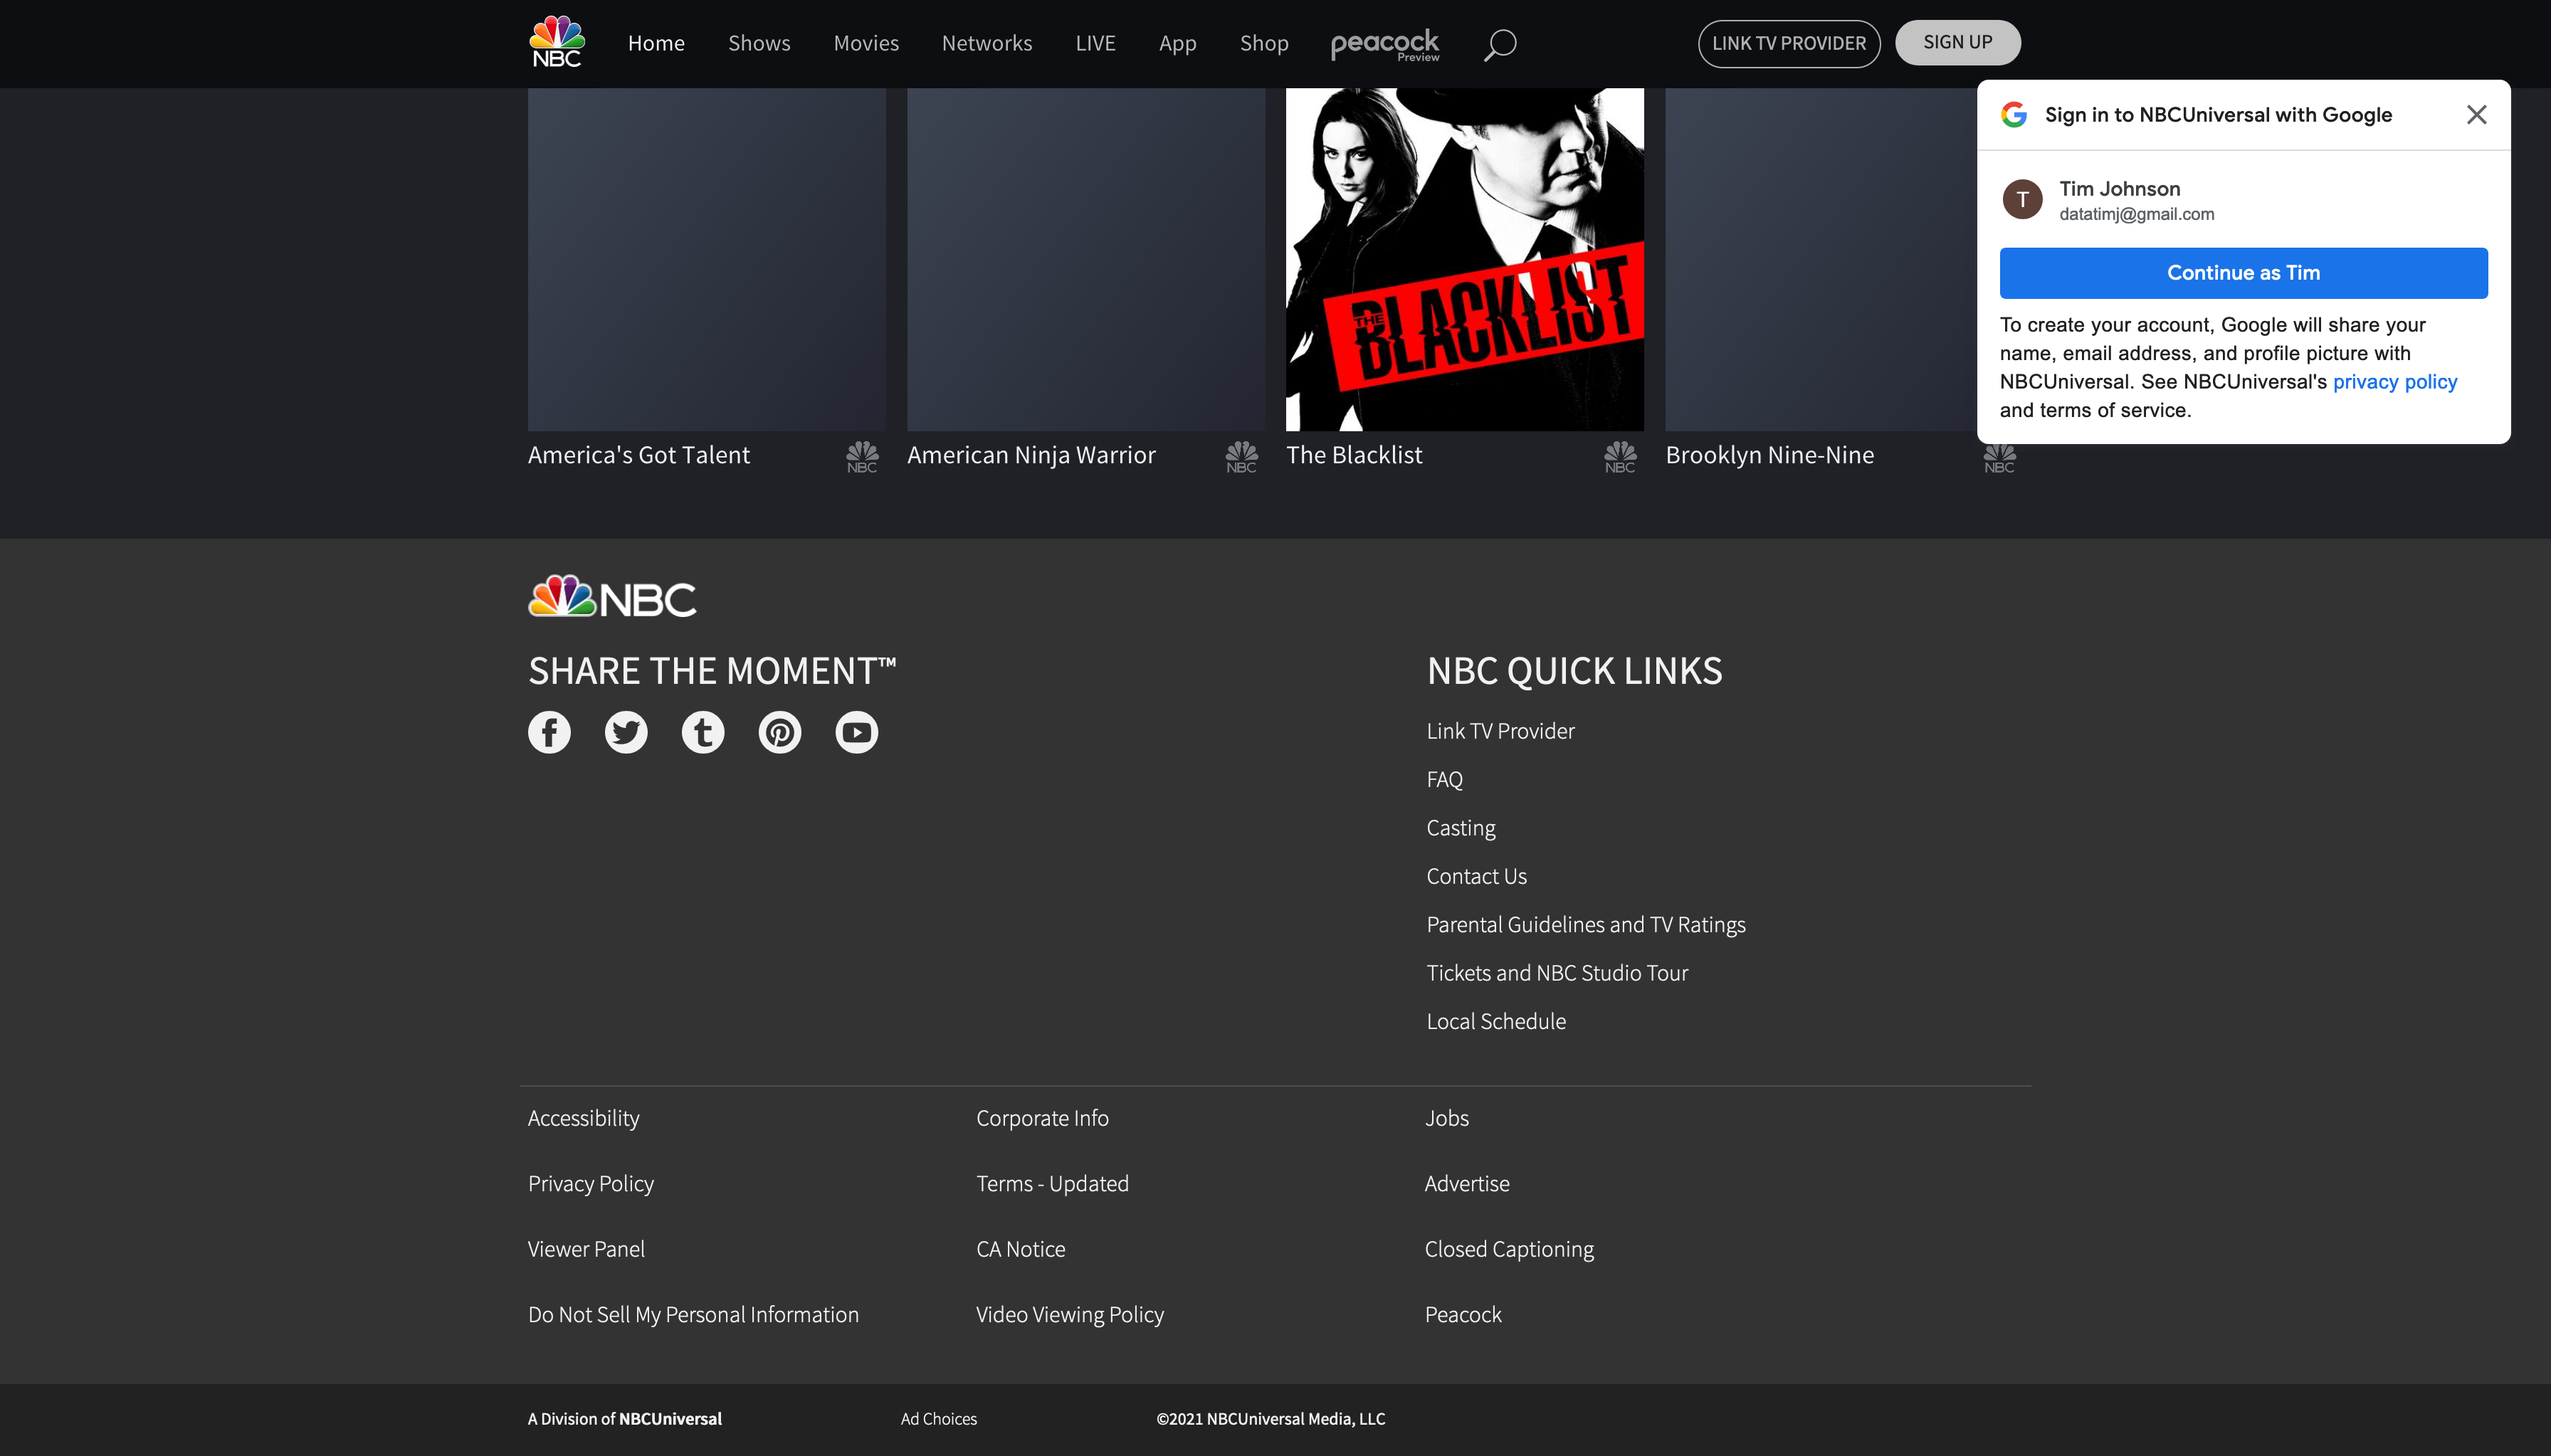 NBC
Home
Shows
Movies
Networks
LIVE
App
Shop
peacock
Preview
LINK TV PROVIDER
SIGN UP
Sign in to NBCUniversal with Google
T
Tim Johnson
datatimj@gmail.com
Continue as Tim
To create your account, Google will share your
name, email address, and profile picture with
NBCUniversal. See NBCUniversal's privacy policy
and terms of service.
THE
BLACKLIST
America's Got Talent
NBC
American Ninja Warrior
NBC
The Blacklist
NBC
Brooklyn Nine-Nine
NBC
NBC
SHARE THE MOMENT™
NBC QUICK LINKS
Link TV Provider
FAQ
Casting
Contact Us
Parental Guidelines and TV Ratings
Tickets and NBC Studio Tour
Local Schedule
Accessibility
Corporate Info
Jobs
Privacy Policy
Terms - Updated
Advertise
Viewer Panel
CA Notice
Closed Captioning
Do Not Sell My Personal Information
Video Viewing Policy
Peacock
A Division of NBCUniversal
Ad Choices
©2021 NBCUniversal Media, LLC